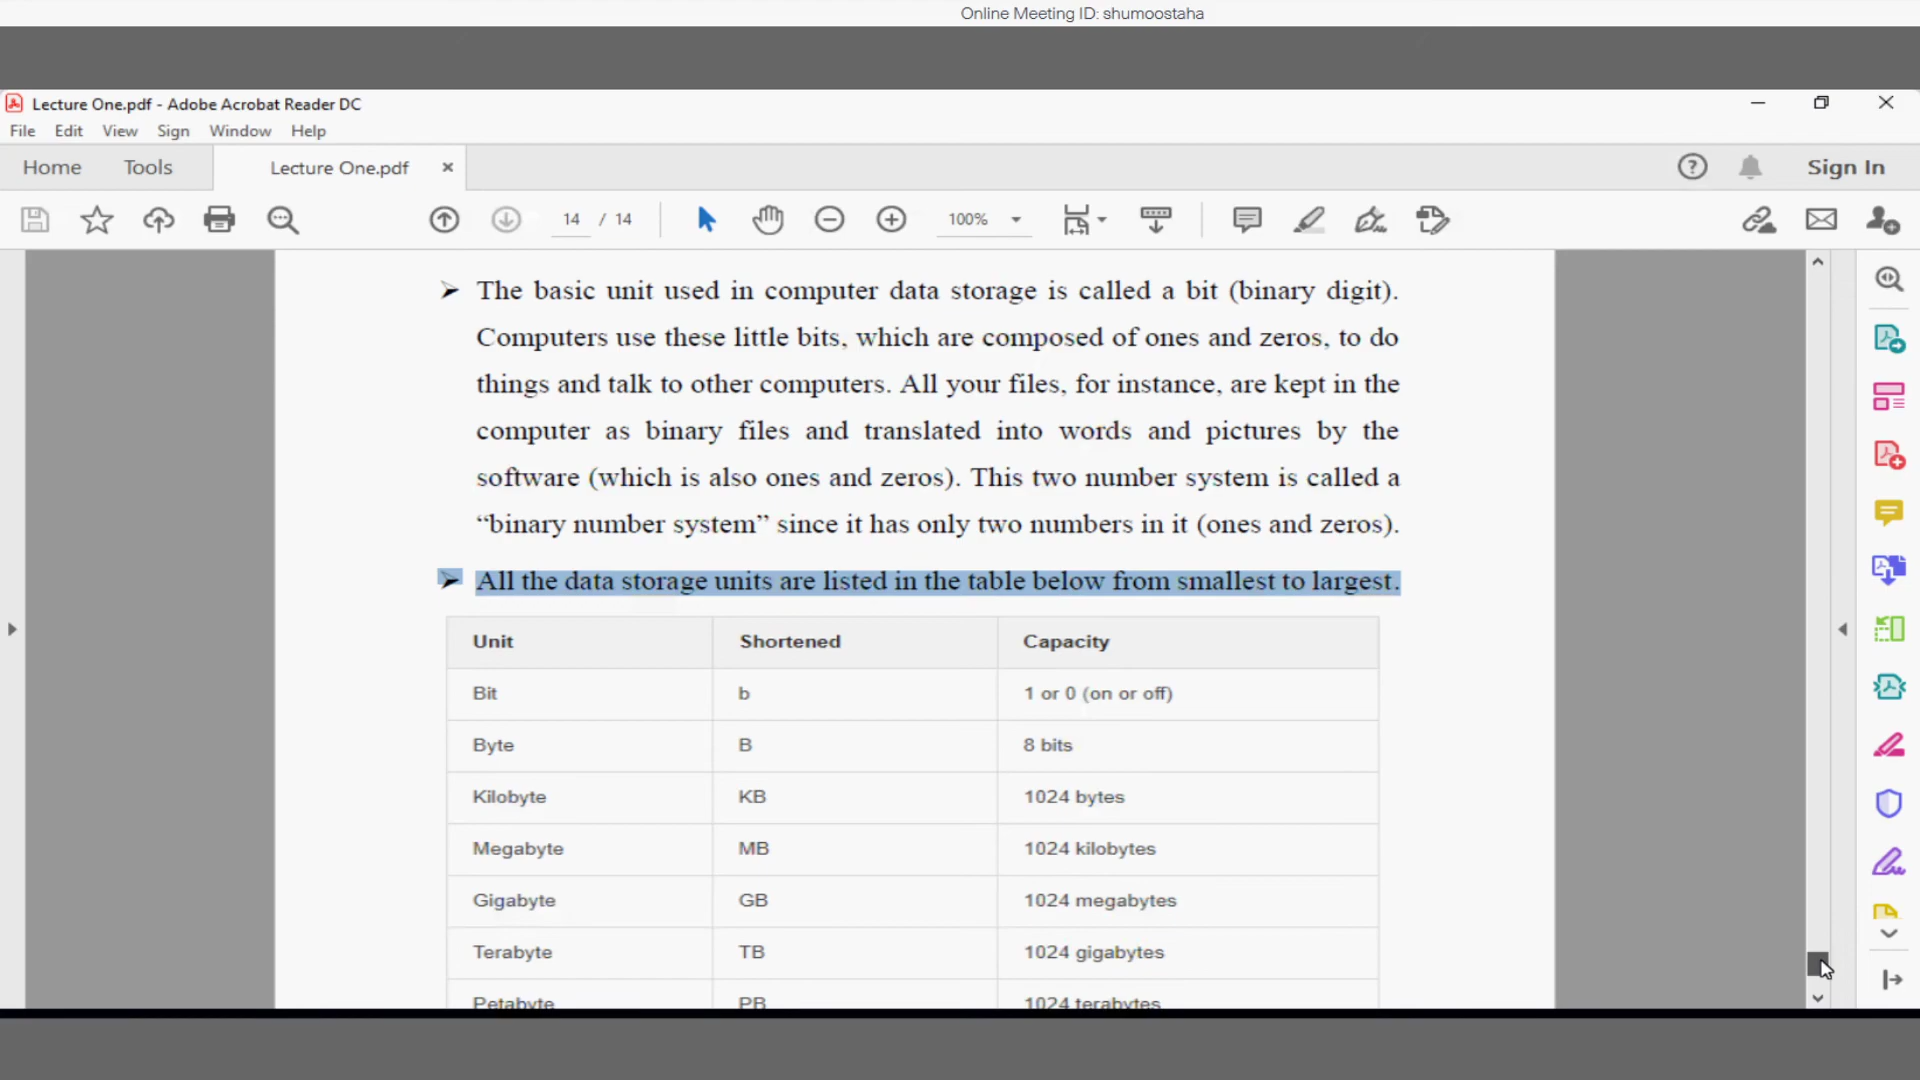 Online Meeting ID: shumoostaha
Lecture One.pdf - Adobe Acrobat Reader DC
File Edit View Sign Window Help
Home Tools Lecture One.pdf × Sign In
14 / 14 100%
➢ The basic unit used in computer data storage is called a bit (binary digit).
Computers use these little bits, which are composed of ones and zeros, to do
things and talk to other computers. All your files, for instance, are kept in the
computer as binary files and translated into words and pictures by the
software (which is also ones and zeros). This two number system is called a
“binary number system” since it has only two numbers in it (ones and zeros).
➢ All the data storage units are listed in the table below from smallest to largest.
Unit Shortened Capacity
Bit b 1 or 0 (on or off)
Byte B 8 bits
Kilobyte KB 1024 bytes
Megabyte MB 1024 kilobytes
Gigabyte GB 1024 megabytes
Terabyte TB 1024 gigabytes
Petabyte PB 1024 terabytes